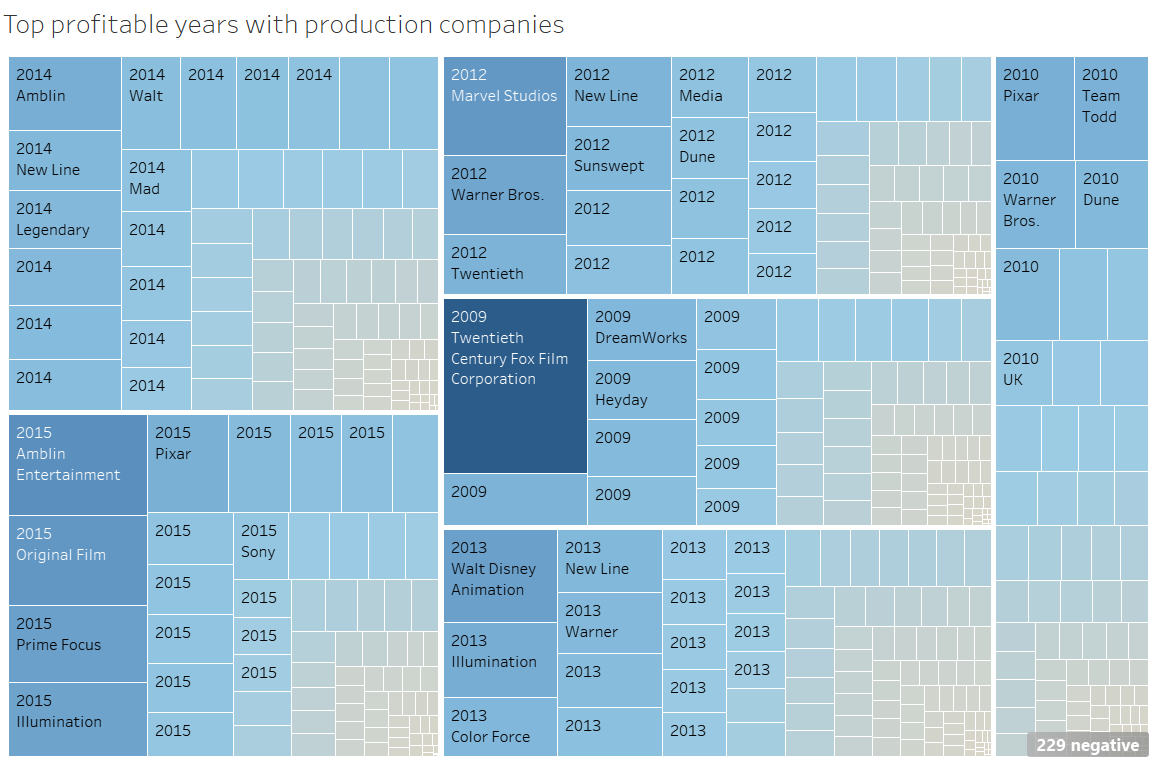 Top profitable years with production companies
2014
Amblin
2014
New Line
2014
Legendary
2014
2014
2014
2014
Walt
2014
2014
2014
2014
Mad
2014
2014
2014
2014
2015
Amblin
Entertainment
2015
Original Film
2015
Prime Focus
2015
Illumination
2015
Pixar
2015
2015
2015
2015
2015
2015
2015
2015
2015
Sony
2015
2015
2015
2012
Marvel Studios
2012
Warner Bros.
2012
Twentieth
2012
New Line
2012
Sunswept
2012
2012
2012
Media
2012
Dune
2012
2012
2012
2012
2012
2012
2012
2009
Twentieth
Century Fox Film
Corporation
2009
2009
DreamWorks
2009
Heyday
2009
2009
2009
2009
2009
2009
2009
2013
Walt Disney
Animation
2013
Illumination
2013
Color Force
2013
New Line
2013
Warner
2013
2013
2013
2013
2013
2013
2013
2013
2013
2013
2013
2010
Pixar
2010
Team
Todd
2010
Warner
Bros.
2010
Dune
2010
2010
UK
229 negative